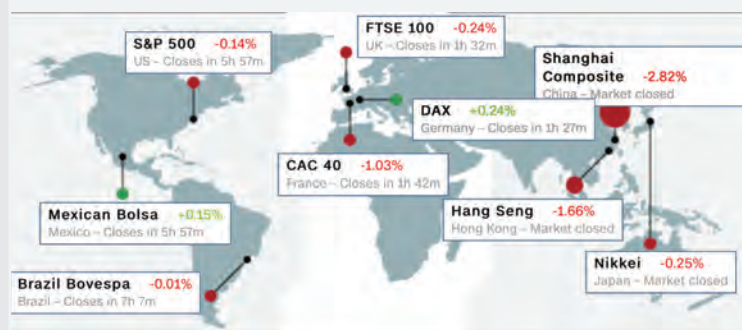 S&P 500 -0.14%
US – Closes in 5h 57m
FTSE 100 -0.24%
UK – Closes in 1h 32m
Shanghai
Composite -2.82%
China – Market closed
DAX +0.24%
Germany – Closes in 1h 27m
CAC 40 -1.03%
France – Closes in 1h 42m
Mexican Bolsa +0.15%
Mexico – Closes in 5h 57m
Hang Seng -1.66%
Hong Kong – Market closed
Brazil Bovespa -0.01%
Brazil – Closes in 7h 7m
Nikkei -0.25%
Japan – Market closed